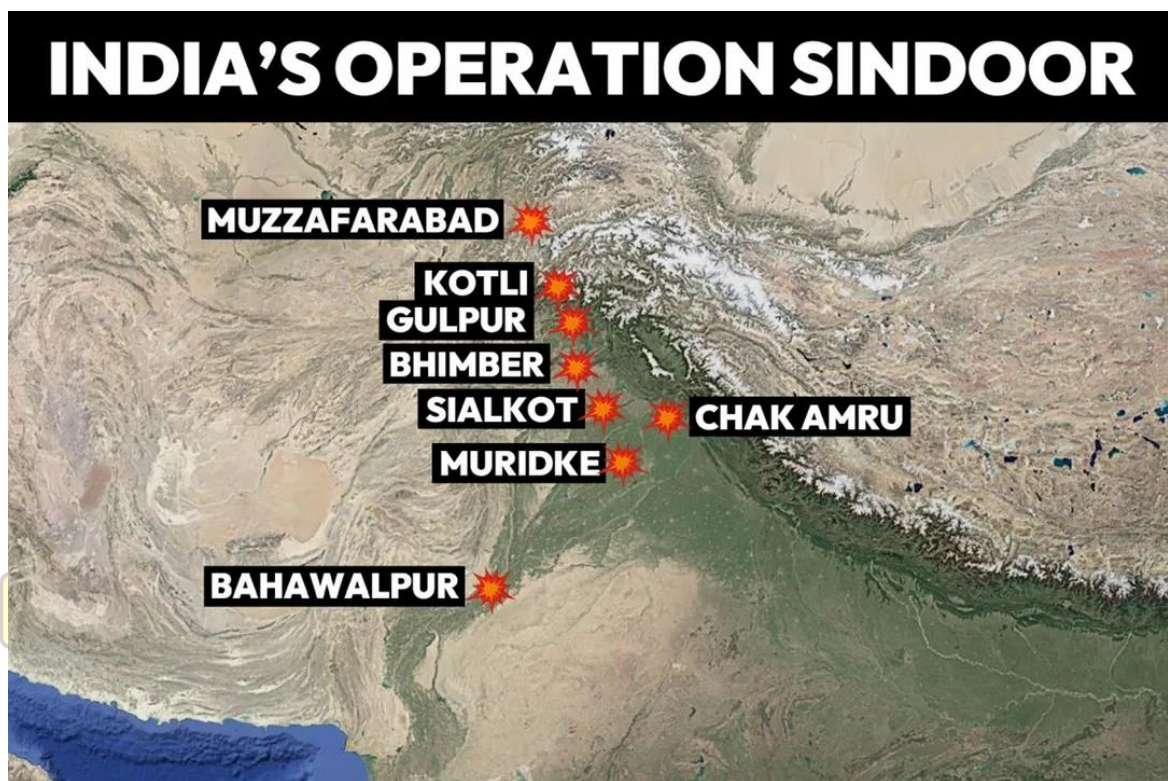 INDIA'S OPERATION SINDOOR
MUZZAFARABAD
KOTLI
GULPUR
BHIMBER
SIALKOT
CHAK AMRU
MURIDKE
BAHAWALPUR